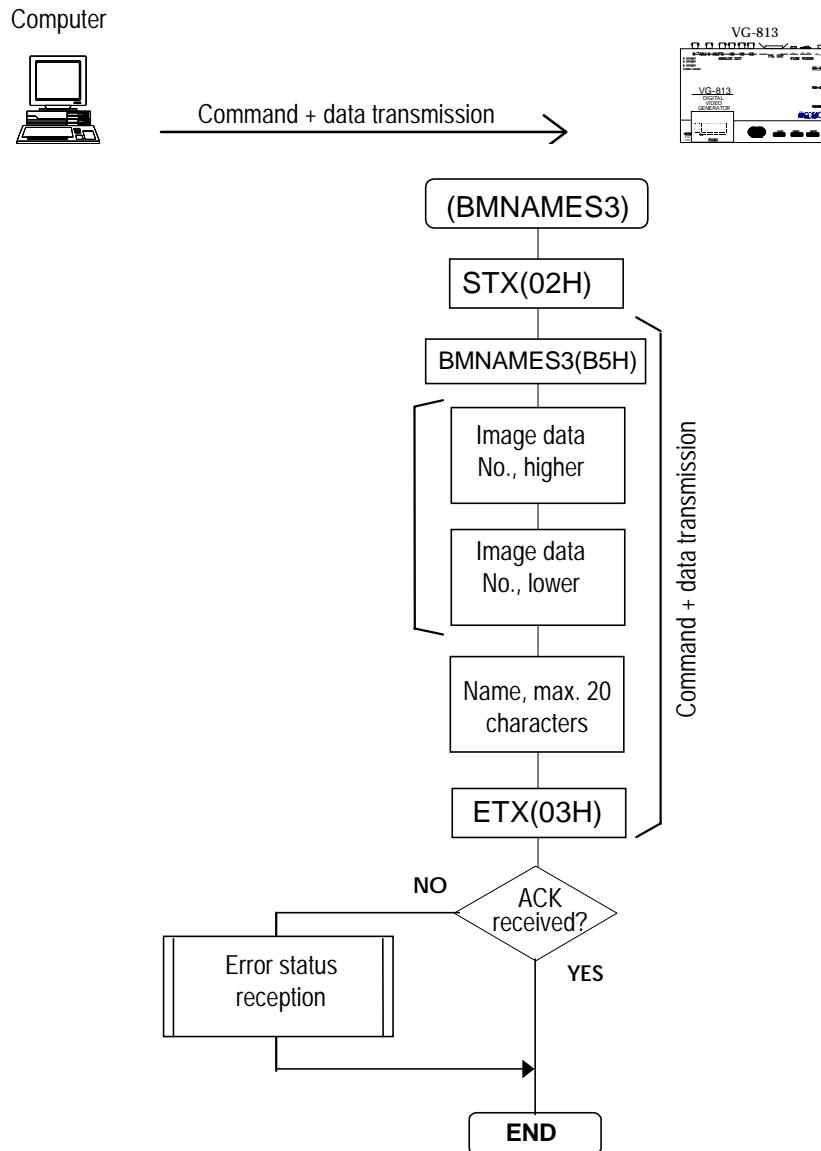 Computer
VG-813
Command + data transmission
ANALOG OUT
VG-813
DIGITAL
VIDEO
GENERATOR
(BMNAMES3)
STX(02H)
BMNAMES3(B5H)
Image data
No., higher
Image data
No., lower
Name, max. 20
characters
ETX(03H)
Command + data transmission
NO
ACK
received?
YES
Error status
reception
END